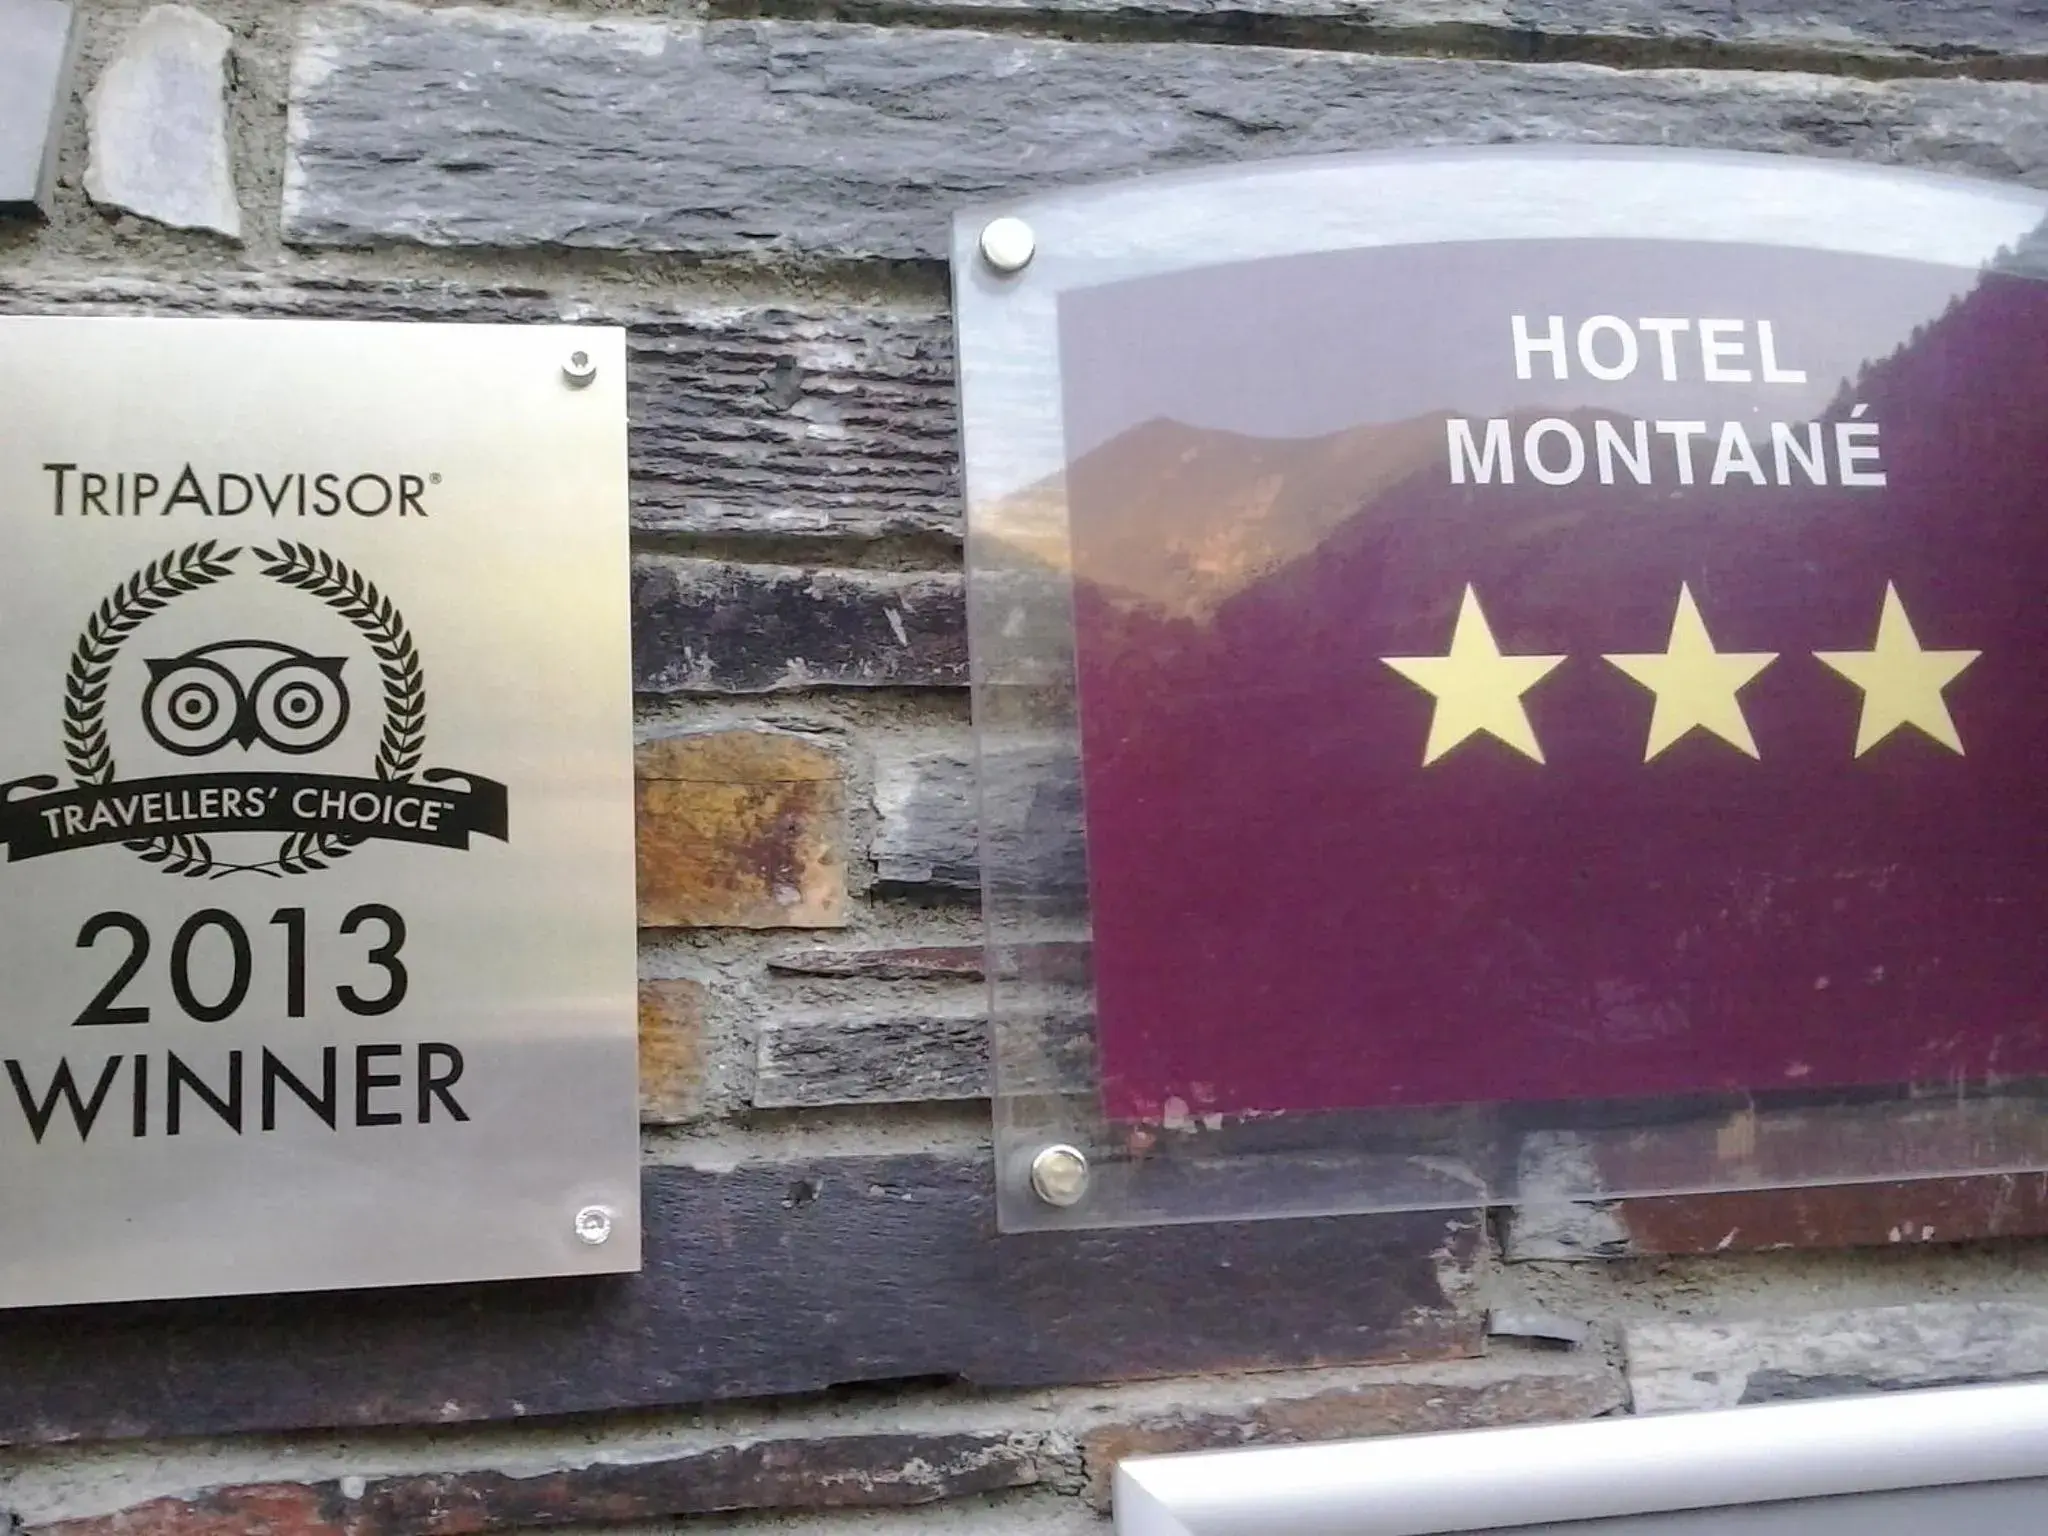 TRIPADVISOR®
TRAVELLERS' CHOICE™
2013
WINNER
HOTEL
MONTANÉ